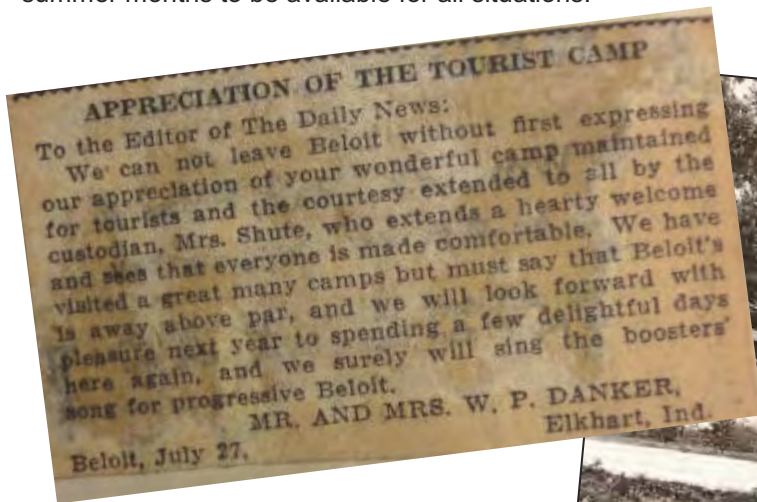 summer months to be available for all situations.
APPRECIATION OF THE TOURIST CAMP
To the Editor of The Daily News:
We can not leave Beloit without first expressing
our appreciation of your wonderful camp maintained
for tourists and the courtesy extended to all by the
custodian, Mrs. Shute, who extends a hearty welcome
and sees that everyone is made comfortable. We have
visited a great many camps but must say that Beloit's
is away above par, and we will look forward with
pleasure next year to spending a few delightful days
here again, and we surely will sing the boosters'
song for progressive Beloit.
MR. AND MRS. W. P. DANKER,
Elkhart, Ind.
Beloit, July 27.